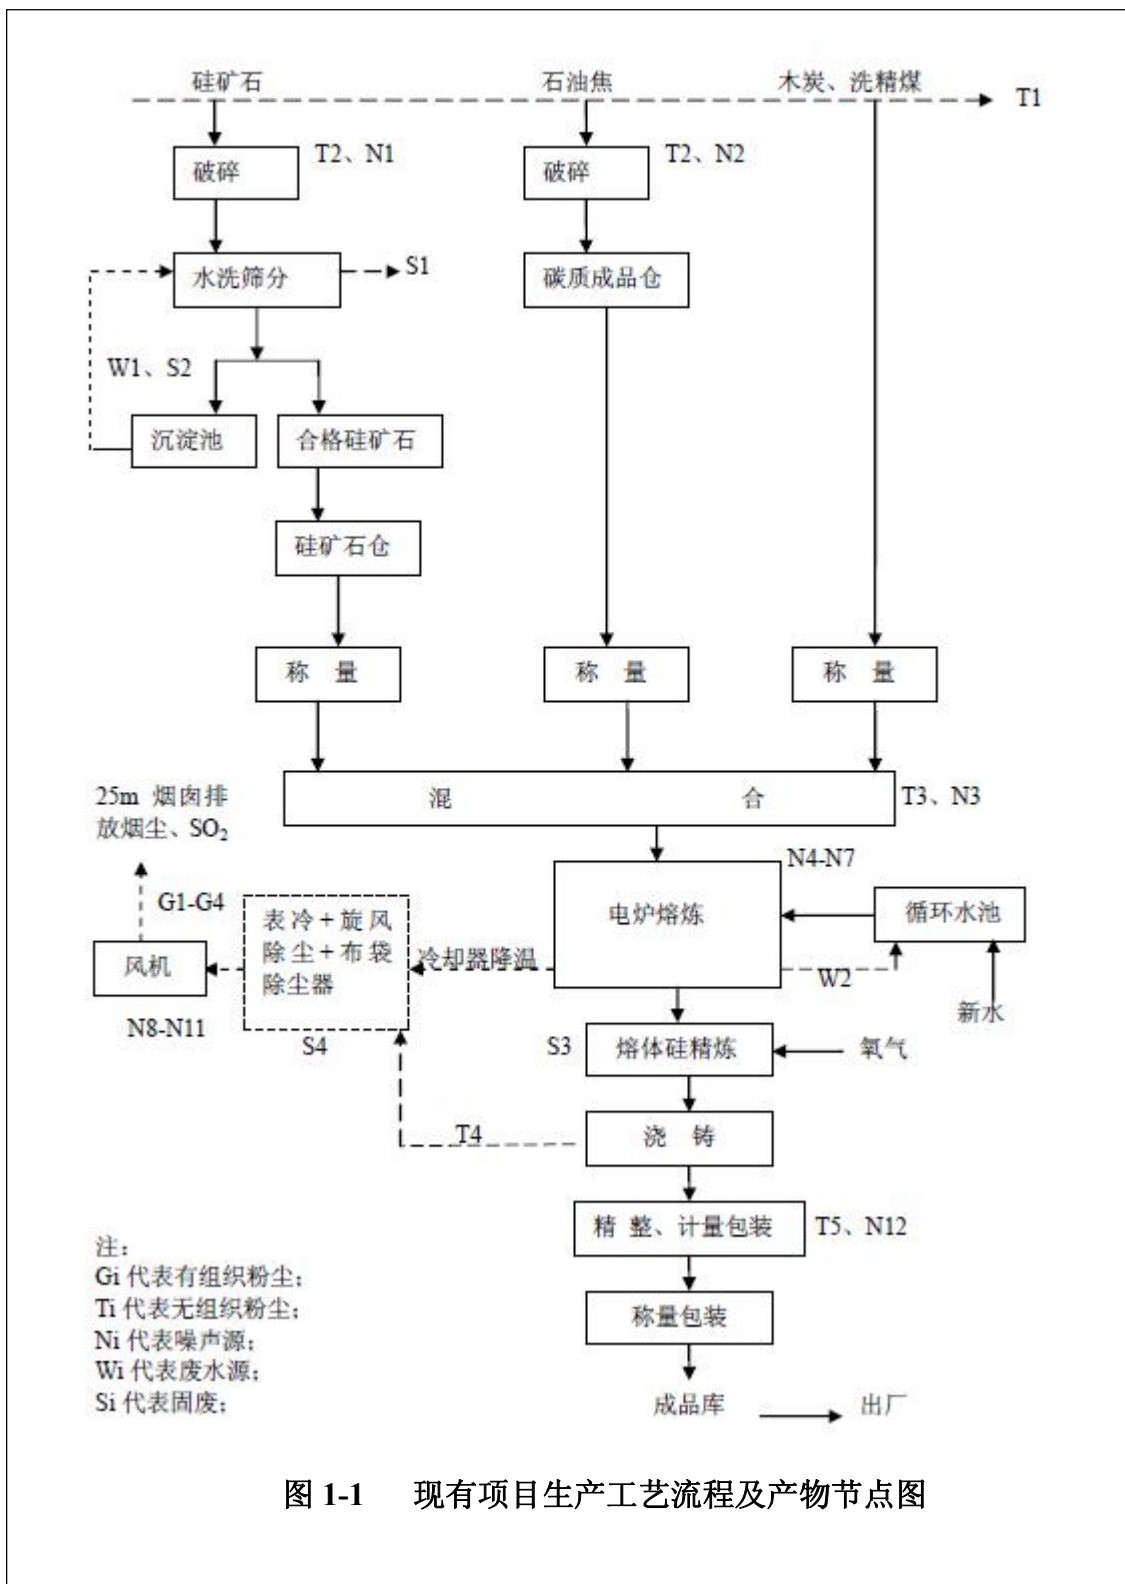 硅矿石
石油焦
木炭、洗精煤
T1
破碎
T2、N1
破碎
T2、N2
水洗筛分
S1
碳质成品仓
W1、S2
沉淀池
合格硅矿石
硅矿石仓
称 量
称 量
称 量
混 合
T3、N3
25m 烟囱排
放烟尘、SO₂
N4-N7
G1-G4
表冷+旋风
除尘+布袋
除尘器
冷却器降温
电炉熔炼
循环水池
风机
W2
N8-N11
新水
S4
S3
熔体硅精炼
氧气
T4
浇 铸
精 整、计量包装
T5、N12
称量包装
成品库
出厂
注：
Gi 代表有组织粉尘；
Ti 代表无组织粉尘；
Ni 代表噪声源；
Wi 代表废水源；
Si 代表固废；
图 1-1 现有项目生产工艺流程及产物节点图